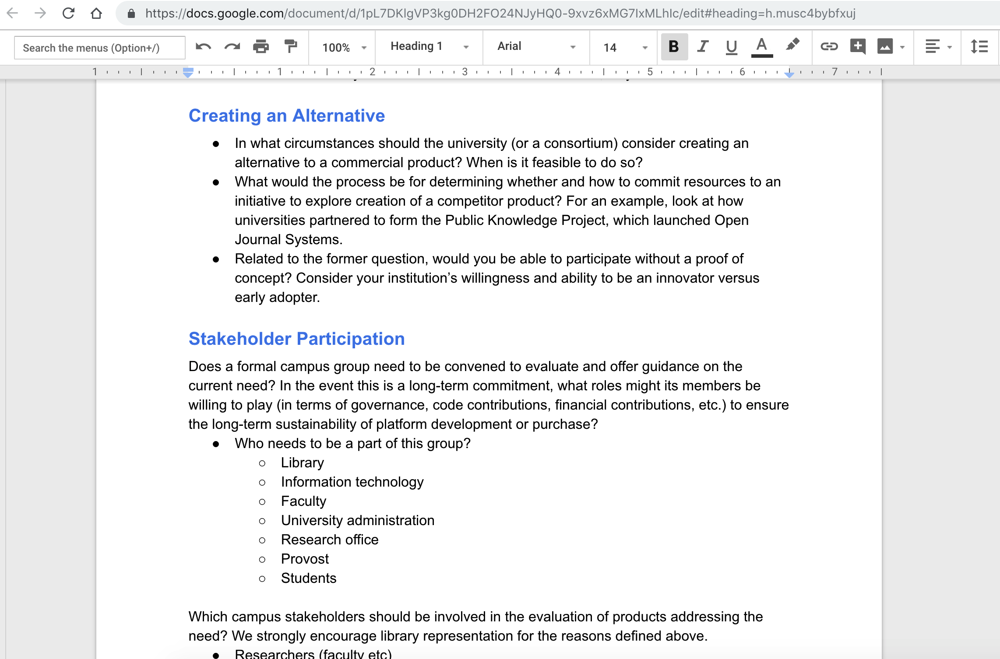 https://docs.google.com/document/d/1pL7DKlgVP3kg0DH2FO24NJyHQ0-9xvz6xMG7IxMLhIc/edit#heading=h.musc4bybfxuj
Search the menus (Option+/) 100% Heading 1 Arial 14 B I U A
1 1 2 3 4 5 6 7
Creating an Alternative
● In what circumstances should the university (or a consortium) consider creating an
alternative to a commercial product? When is it feasible to do so?
● What would the process be for determining whether and how to commit resources to an
initiative to explore creation of a competitor product? For an example, look at how
universities partnered to form the Public Knowledge Project, which launched Open
Journal Systems.
● Related to the former question, would you be able to participate without a proof of
concept? Consider your institution’s willingness and ability to be an innovator versus
early adopter.
Stakeholder Participation
Does a formal campus group need to be convened to evaluate and offer guidance on the
current need? In the event this is a long-term commitment, what roles might its members be
willing to play (in terms of governance, code contributions, financial contributions, etc.) to ensure
the long-term sustainability of platform development or purchase?
● Who needs to be a part of this group?
○ Library
○ Information technology
○ Faculty
○ University administration
○ Research office
○ Provost
○ Students
Which campus stakeholders should be involved in the evaluation of products addressing the
need? We strongly encourage library representation for the reasons defined above.
● Researchers (faculty etc)